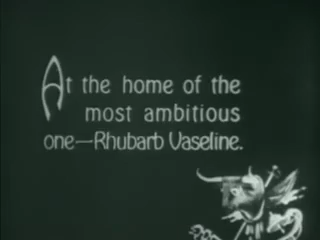 At the home of the
most ambitious
one—Rhubarb Vaseline.